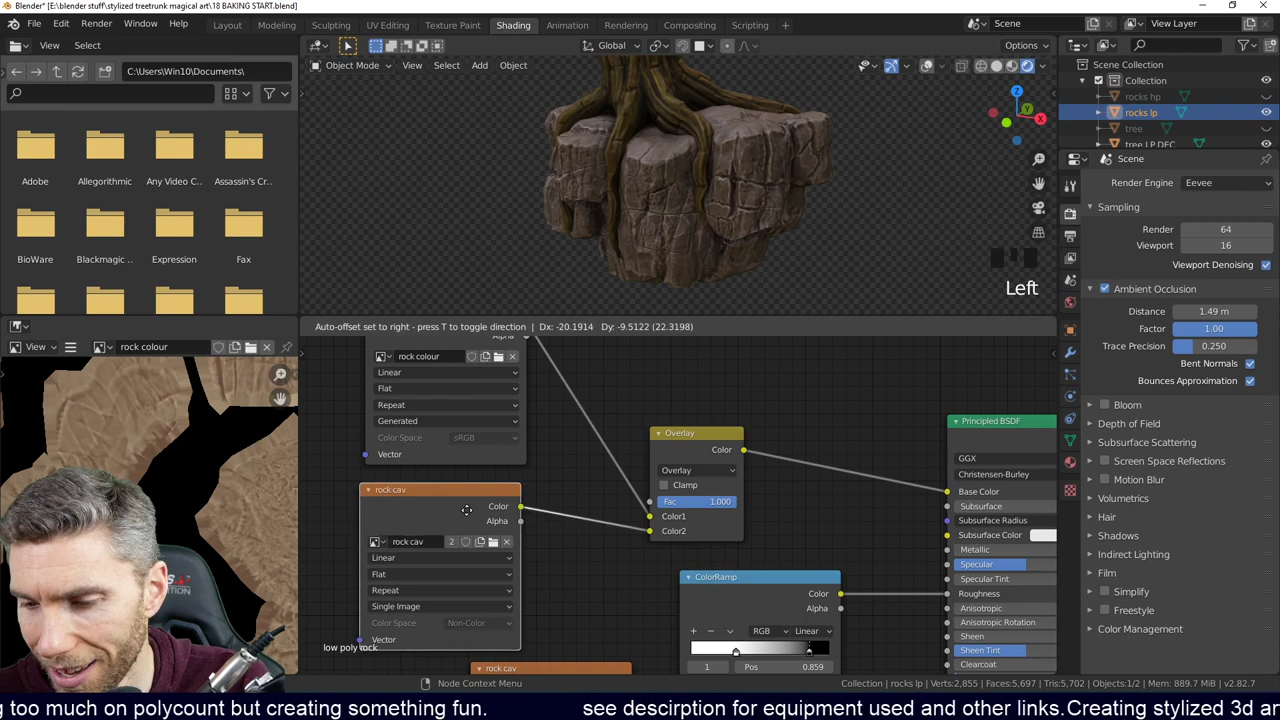 Blender* [E:\blender stuff\stylized treetrunk magical art\18 BAKING START.blend]
File Edit Render Window Help Layout Modeling Sculpting UV Editing Texture Paint Shading Animation Rendering Compositing Scripting + Scene View Layer
View Select Global Options
C:\Users\Win10\Documents\
Object Mode View Select Add Object
Scene Collection
Collection
rocks hp
rocks lp
tree
tree LP DEC
Adobe Allegorithmic Any Video C... Assassin's Cr...
BioWare Blackmagic ... Expression Fax
Z
X
Y
Left
Scene
Render Engine Eevee
Sampling
Render 64
Viewport 16
Viewport Denoising
Ambient Occlusion
Distance 1.49 m
Factor 1.00
Trace Precision 0.250
Bent Normals
Bounces Approximation
Bloom
Depth of Field
Subsurface Scattering
Screen Space Reflections
Motion Blur
Volumetrics
Hair
Shadows
Indirect Lighting
Film
Simplify
Freestyle
Color Management
Auto-offset set to right - press T to toggle direction | Dx: -20.1914 Dy: -9.5122 (22.3198)
View rock colour
Alpha
rock colour
Linear
Flat
Repeat
Generated
Color Space sRGB
Vector
rock cav
Color
Alpha
rock cav 2
Linear
Flat
Repeat
Single Image
Color Space Non-Color
Vector
low poly rock
rock cav
Overlay
Color
Overlay
Clamp
Fac 1.000
Color1
Color2
ColorRamp
Color
Alpha
RGB Linear
1 Pos 0.859
Principled BSDF
GGX
Christensen-Burley
Base Color
Subsurface
Subsurface Radius
Subsurface Color
Metallic
Specular
Specular Tint
Roughness
Anisotropic
Anisotropic Rotation
Sheen
Sheen Tint
Clearcoat
Node Context Menu
Collection | rocks lp | Verts:2,855 | Faces:5,697 | Tris:5,702 | Objects:1/2 | Mem: 889.7 MiB | v2.82.7
g too much on polycount but creating something fun. see descirption for equipment used and other links. Creating stylized 3d ar